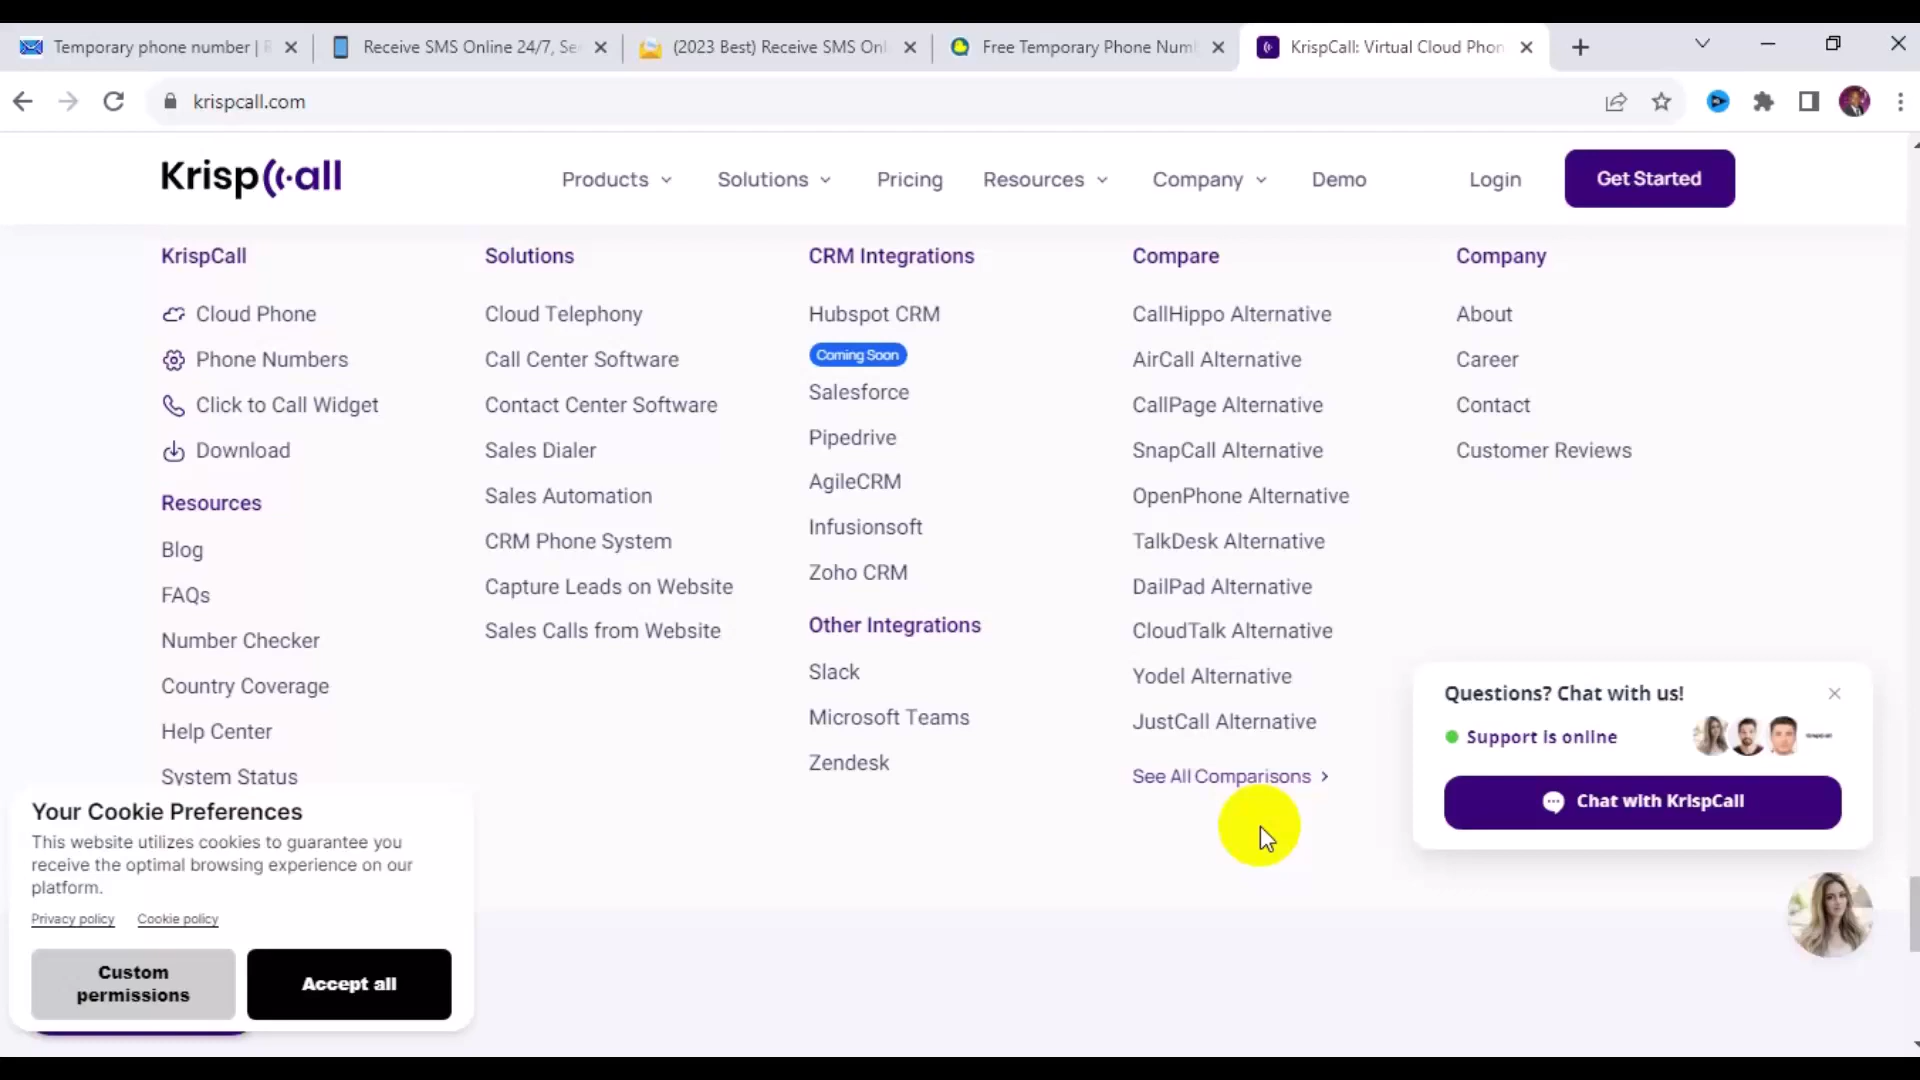 Temporary phone number |
Receive SMS Online 24/7, Se
(2023 Best) Receive SMS Onl
Free Temporary Phone Num
KrispCall: Virtual Cloud Phon
krispcall.com
KrispCall
Products
Solutions
Pricing
Resources
Company
Demo
Login
Get Started
KrispCall
Cloud Phone
Phone Numbers
Click to Call Widget
Download
Resources
Blog
FAQs
Number Checker
Country Coverage
Help Center
System Status
Solutions
Cloud Telephony
Call Center Software
Contact Center Software
Sales Dialer
Sales Automation
CRM Phone System
Capture Leads on Website
Sales Calls from Website
CRM Integrations
Hubspot CRM
Coming Soon
Salesforce
Pipedrive
AgileCRM
Infusionsoft
Zoho CRM
Other Integrations
Slack
Microsoft Teams
Zendesk
Compare
CallHippo Alternative
AirCall Alternative
CallPage Alternative
SnapCall Alternative
OpenPhone Alternative
TalkDesk Alternative
DailPad Alternative
CloudTalk Alternative
Yodel Alternative
JustCall Alternative
See All Comparisons
Company
About
Career
Contact
Customer Reviews
Questions? Chat with us!
Support is online
Chat with KrispCall
Your Cookie Preferences
This website utilizes cookies to guarantee you
receive the optimal browsing experience on our
platform.
Privacy policy
Cookie policy
Custom
permissions
Accept all